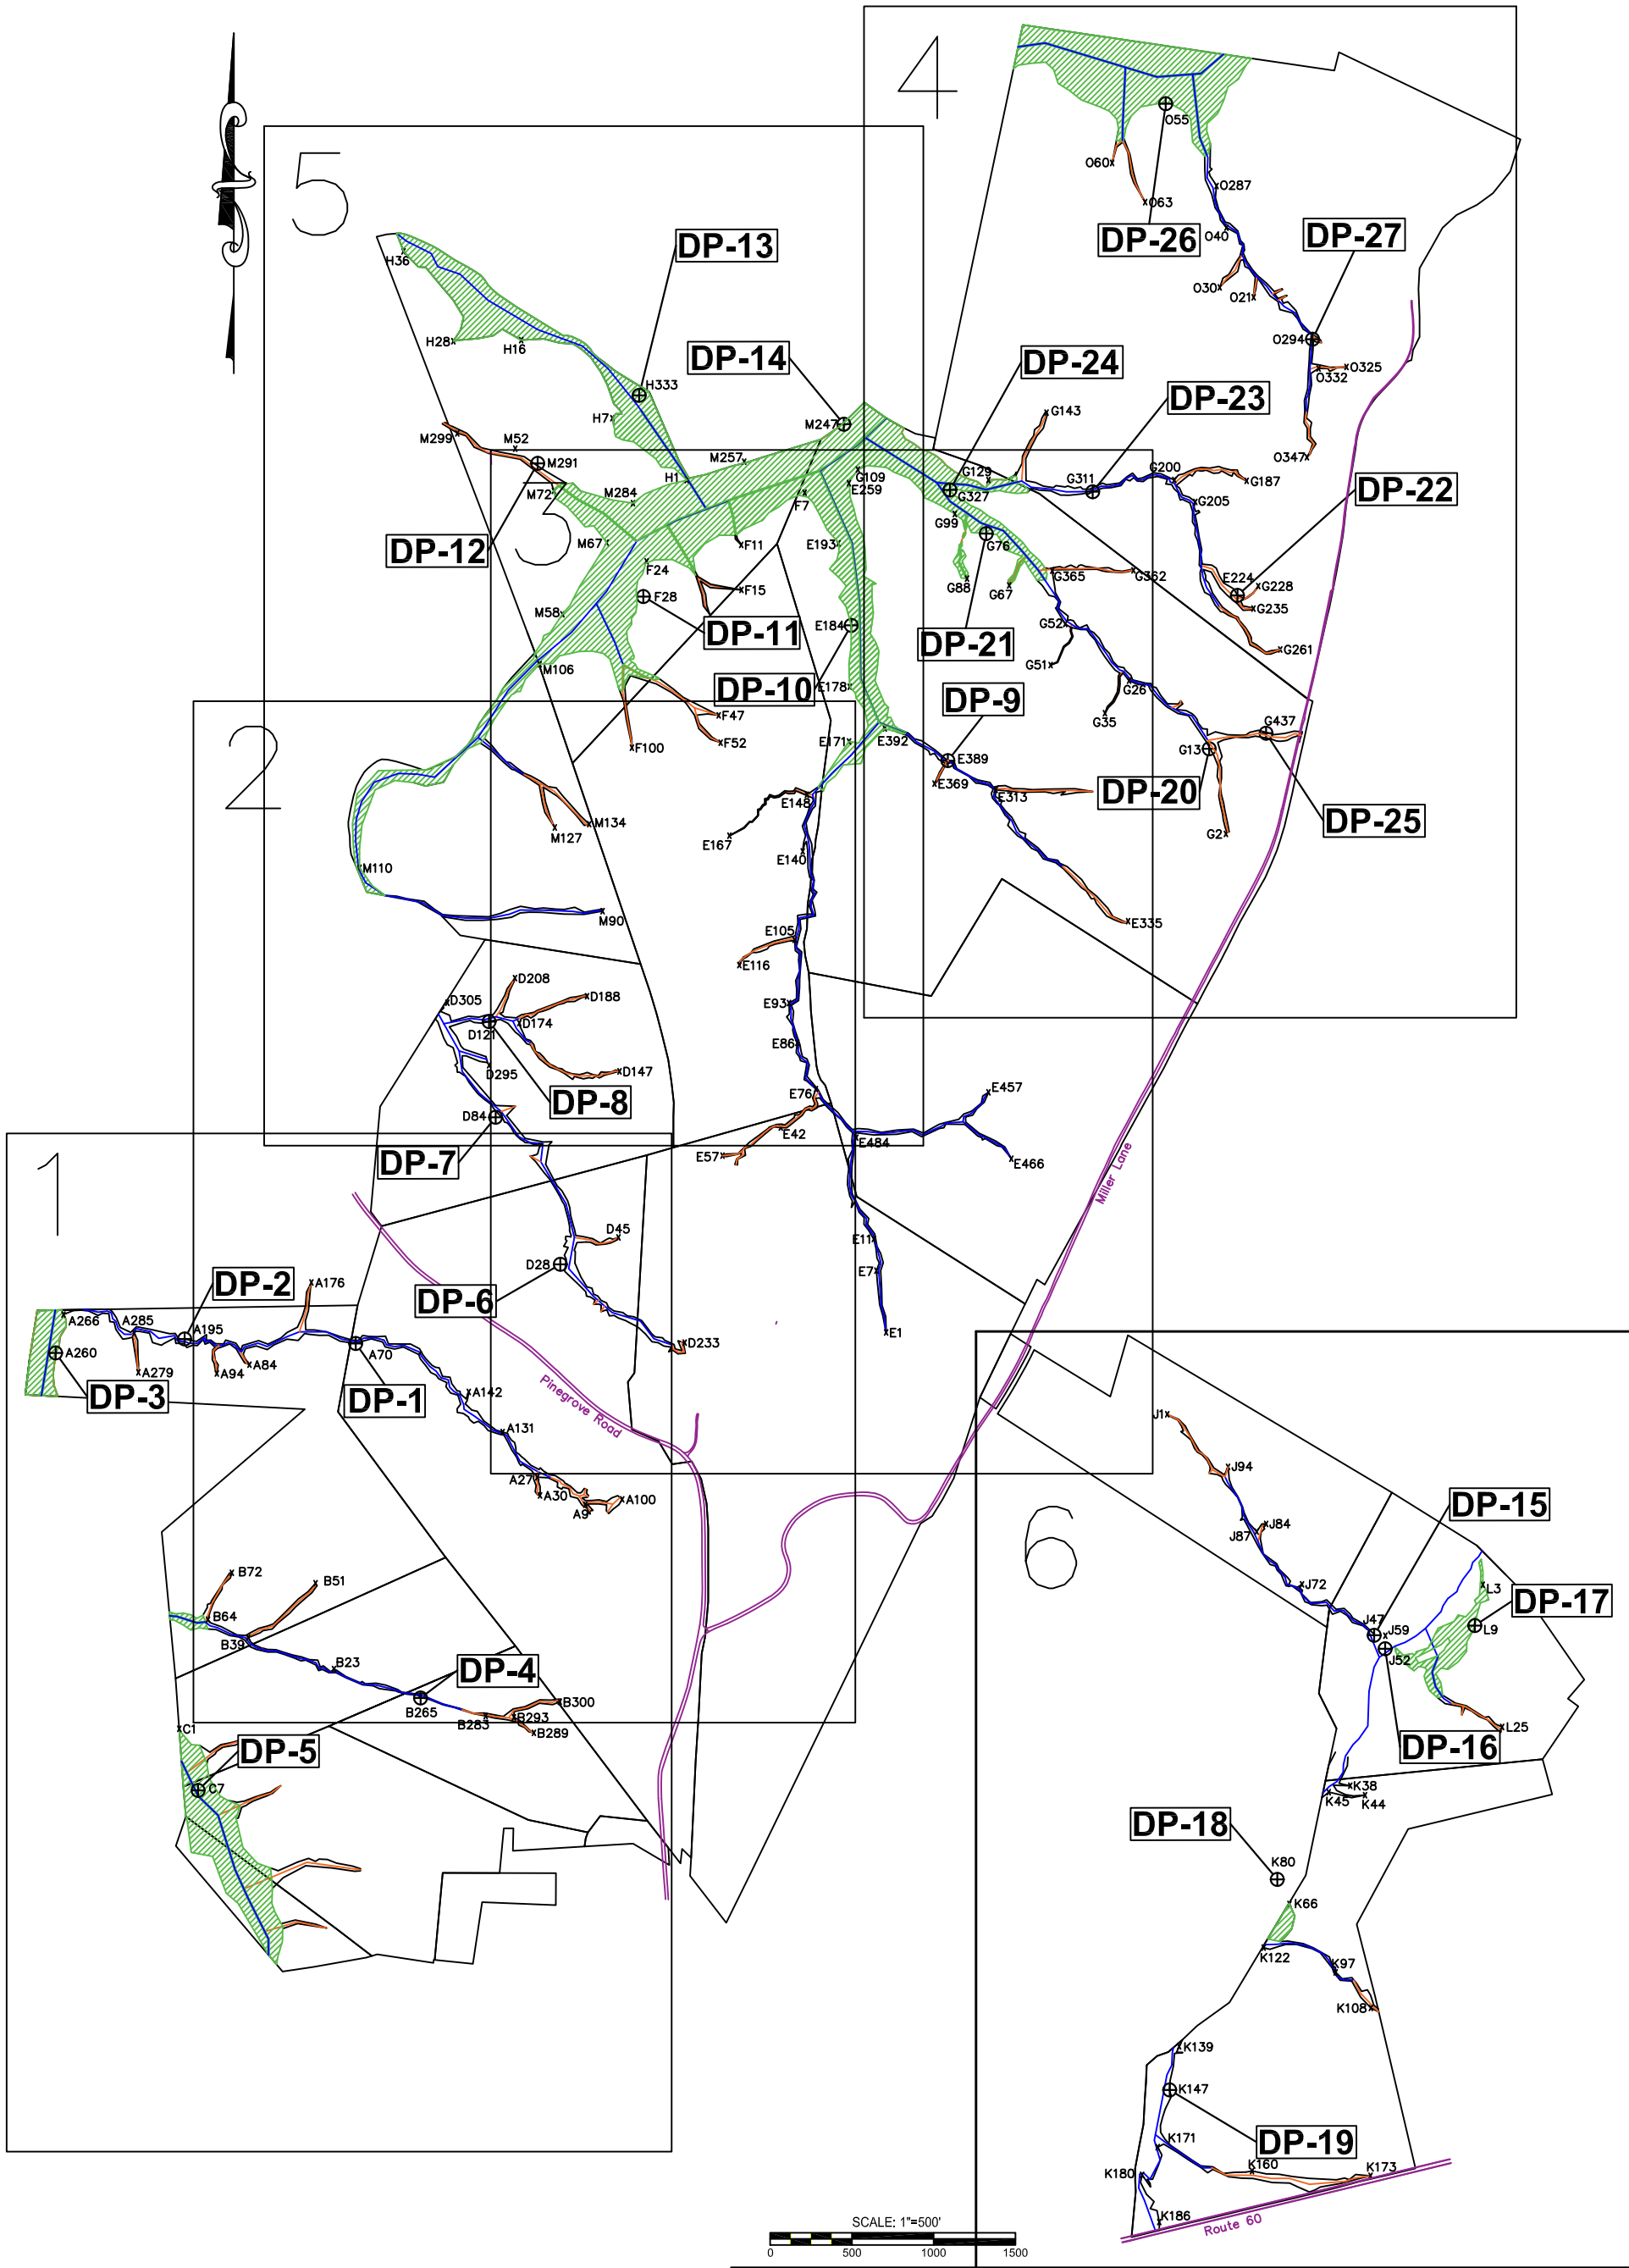 4
O55
O60
O63
O287
5
DP-26
O40
DP-27
DP-13
H36
O30
O21
H28
H16
O294
DP-14
DP-24
O332
O325
H333
DP-23
H7
G143
M247
M299
M52
O347
M257
M291
G109
G129
G311
G200
G187
H1
E259
G327
DP-22
M72
M284
F7
G205
3
G99
G76
DP-12
M67
F11
E193
F24
G88
G67
G365
G362
E224
G228
F15
F28
G235
M58
DP-11
E184
G52
DP-21
G261
M106
G51
DP-10
E178
DP-9
G26
F47
G35
G437
2
F100
F52
E171
E392
G13
E389
E369
DP-20
E148
E313
DP-25
M134
M127
E167
G2
E140
M110
M90
E335
E105
E116
D208
D305
D188
E93
D174
D121
E86
D295
D147
E76
E457
DP-8
D84
E42
E484
DP-7
E57
E466
1
Miller Lane
D45
E11
D28
E7
DP-2
A176
DP-6
A266
A285
A195
E1
D233
A260
A70
A84
A279
A94
DP-3
DP-1
A142
Pinegrove Road
J1
A131
J94
A27
A30
A9
A100
DP-15
6
J84
J87
B72
B51
J72
L3
DP-17
B64
J47
J59
L9
B39
J52
B23
DP-4
B265
B300
B283
B293
B289
L25
C1
DP-16
DP-5
C7
K38
K45
K44
DP-18
K80
K66
K122
K97
K108
K139
K147
K171
DP-19
K180
K160
K173
K186
Route 60
SCALE: 1"=500'
0 500 1000 1500